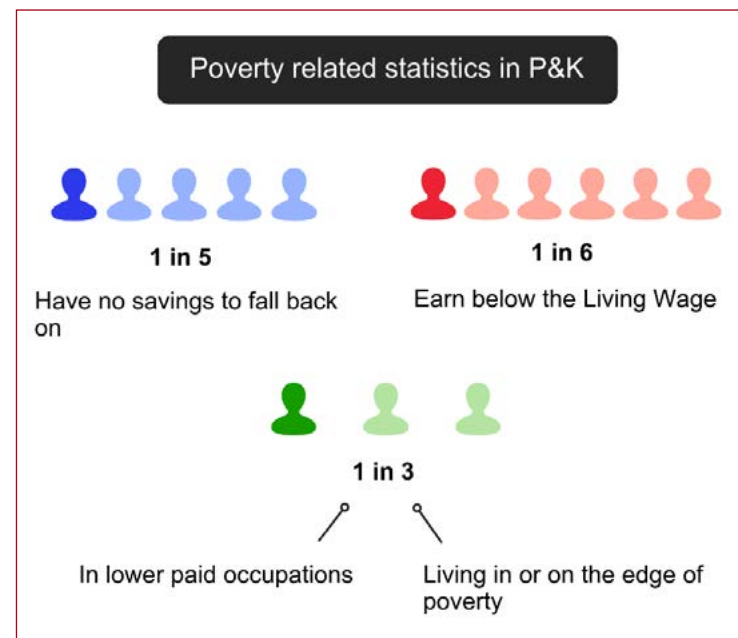 Poverty related statistics in P&K
1 in 5
Have no savings to fall back
on
1 in 6
Earn below the Living Wage
1 in 3
In lower paid occupations
Living in or on the edge of
poverty